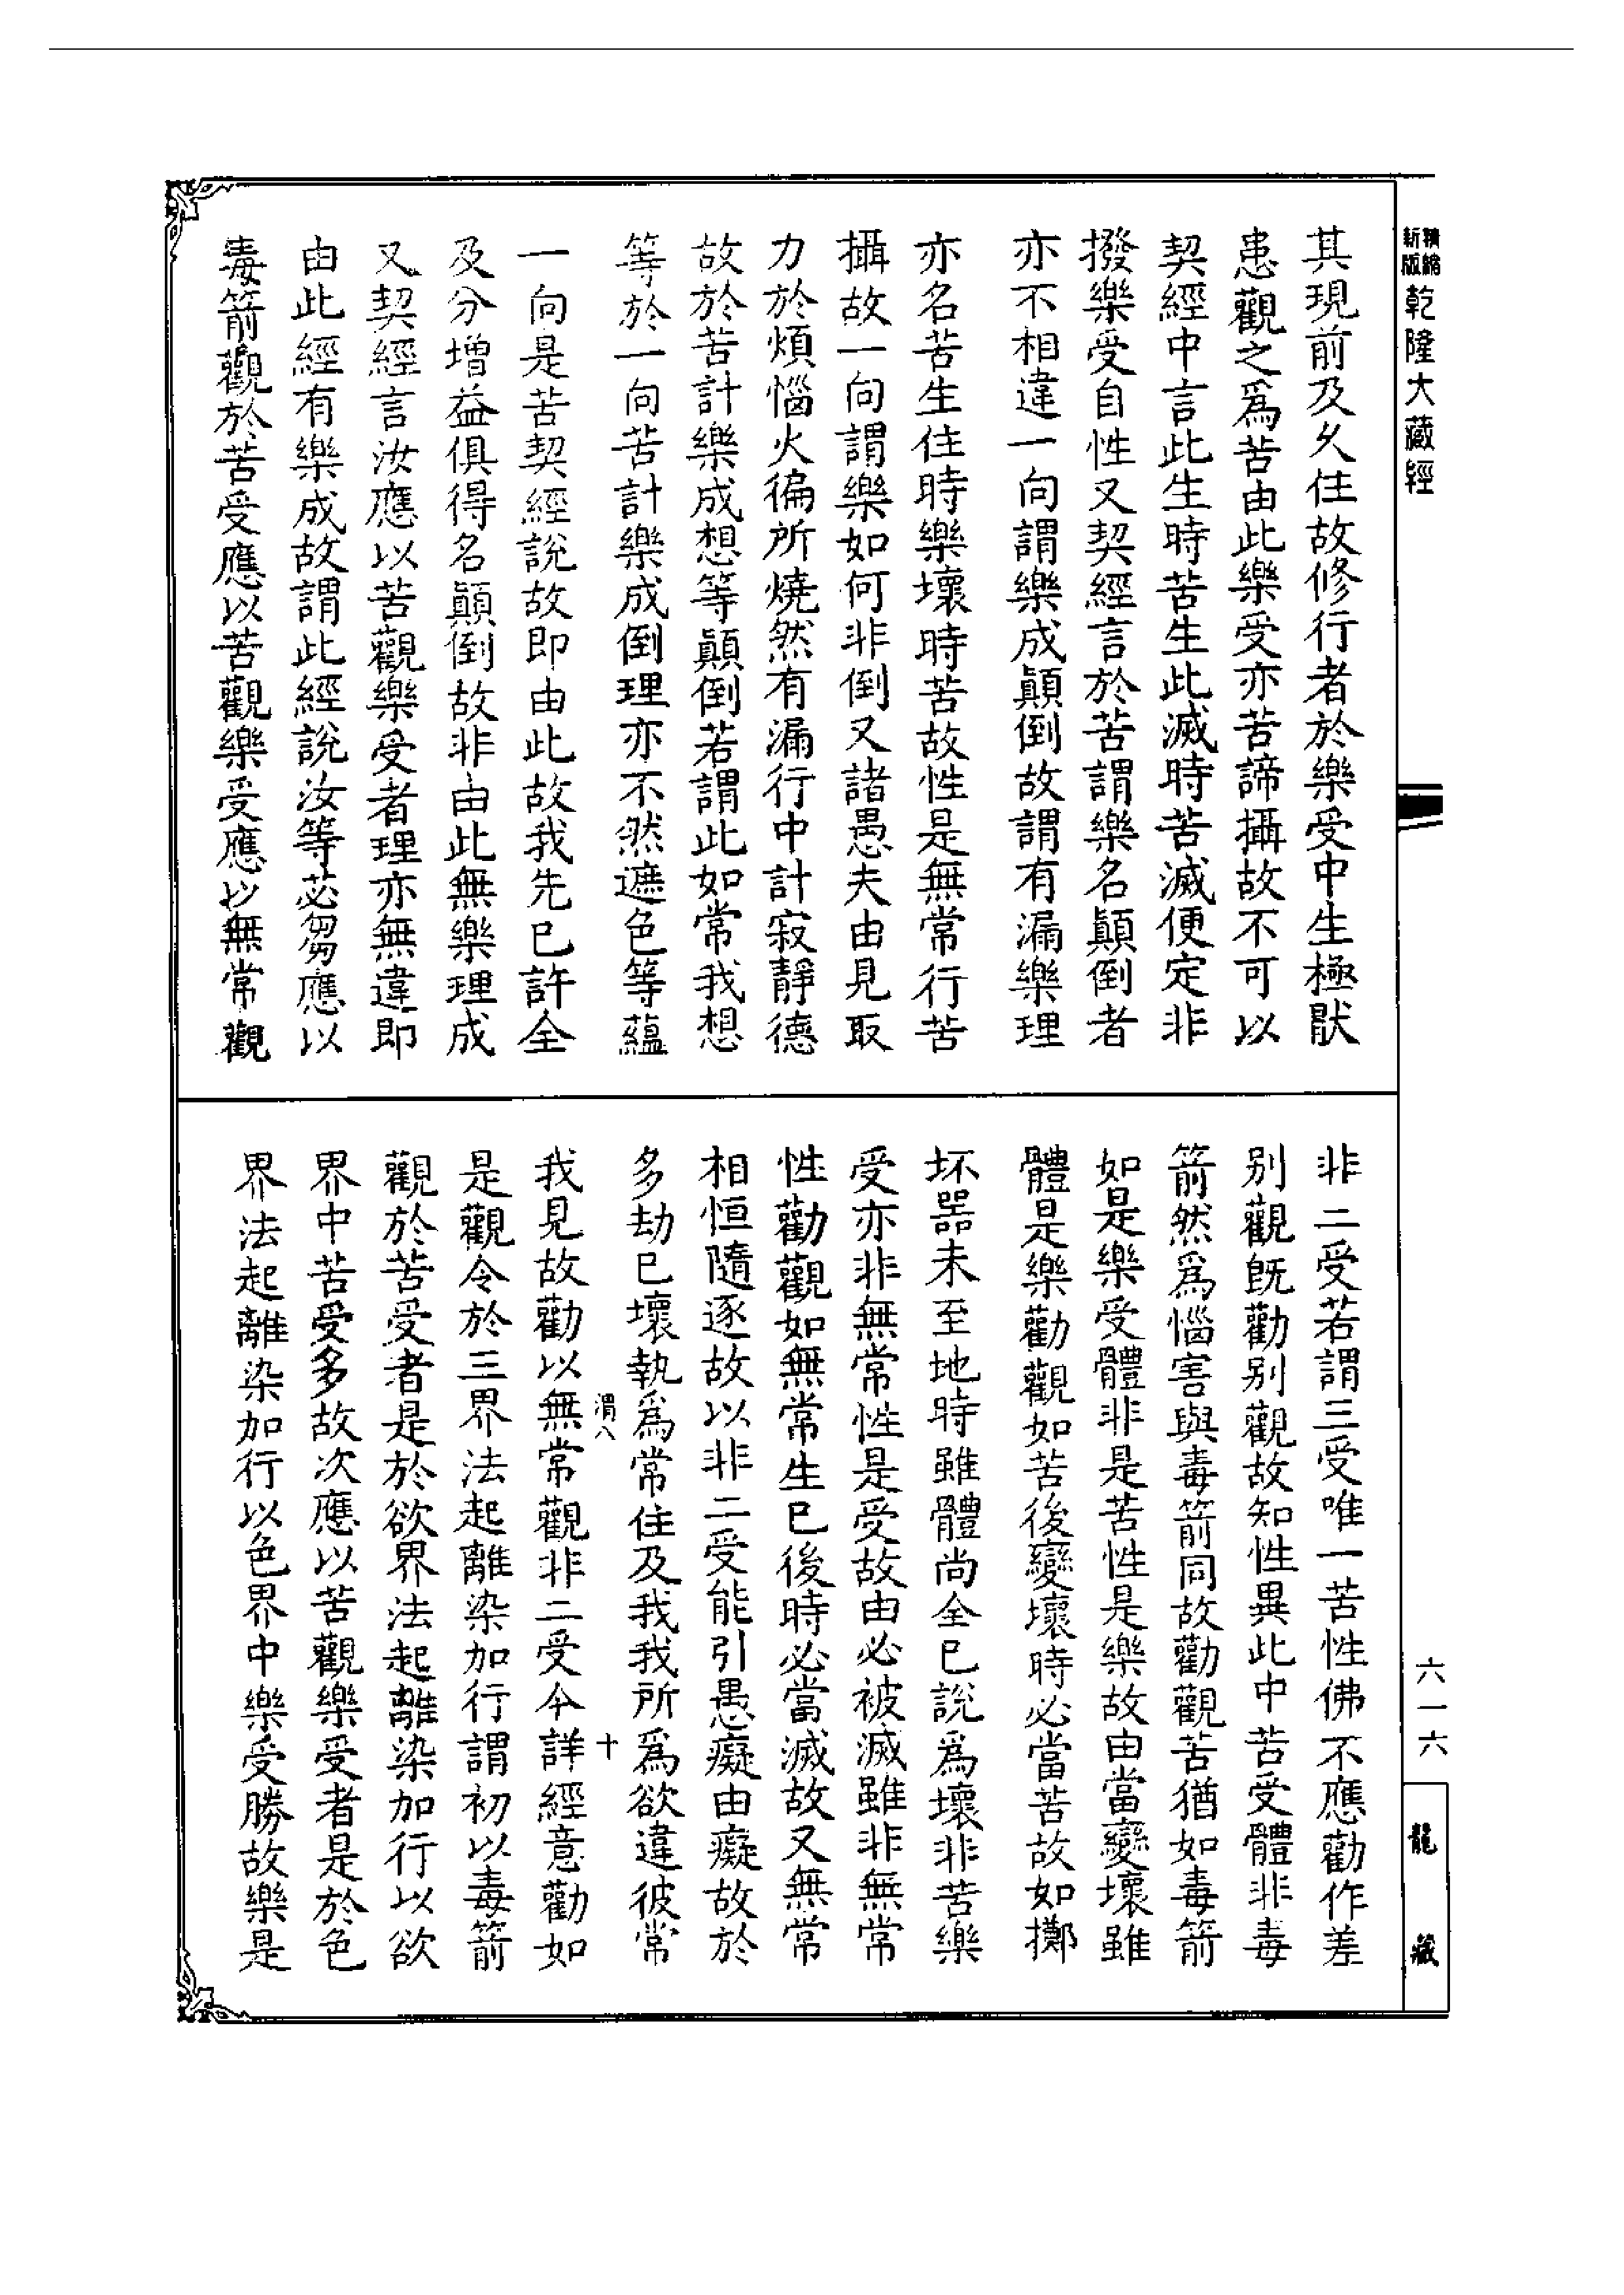 新編縮版
乾隆大藏經
其現前及久住故修行者於樂受中生極厭
患觀之爲苦由此樂受亦苦諦攝故不可以
契經中言此生時苦生此滅時苦滅便定非
撥樂受自性又契經言於苦謂樂名顛倒者
亦不相違一向謂樂成顛倒故謂有漏樂理
亦名苦生住時樂壞時苦故性是無常行苦
攝故一向謂樂如何非倒又諸愚夫由見取
力於煩惱火徧所燒然有漏行中計寂靜德
故於苦計樂成想等顛倒若謂此如常我想
等於一向苦計樂成倒理亦不然遮色等蘊
一向是苦契經說故即由此故我先已許全
及分增益俱得名顛倒故非由此無樂理成
又契經言汝應以苦觀樂受者理亦無違即
由此經有樂成故謂此經說汝等苾芻應以
毒箭觀於苦受應以苦觀樂受應以無常觀
非二受若謂三受唯一苦性佛不應勸作差
別觀旣勸別觀故知性異此中苦受體非毒
箭然爲惱害與毒箭同故勸觀苦猶如毒箭
如是樂受體非是苦性是樂故由當變壞雖
體是樂勸觀如苦後變壞時必當苦故如擲
坏器未至地時雖體尚全已說爲壞非苦樂
受亦非無常性是受故由必被滅雖非無常
性勸觀如無常生已後時必當滅故又無常
相恒隨逐故以非二受能引愚癡由癡故於
多劫已壞執爲常住及我我所爲欲違彼常
渭八
十
我見故勸以無常觀非二受今詳經意勸如
是觀令於三界法起離染加行謂初以毒箭
觀於苦受者是於欲界法起離染加行以欲
界中苦受多故次應以苦觀樂受者是於色
界法起離染加行以色界中樂受勝故樂是
六一六
龍藏